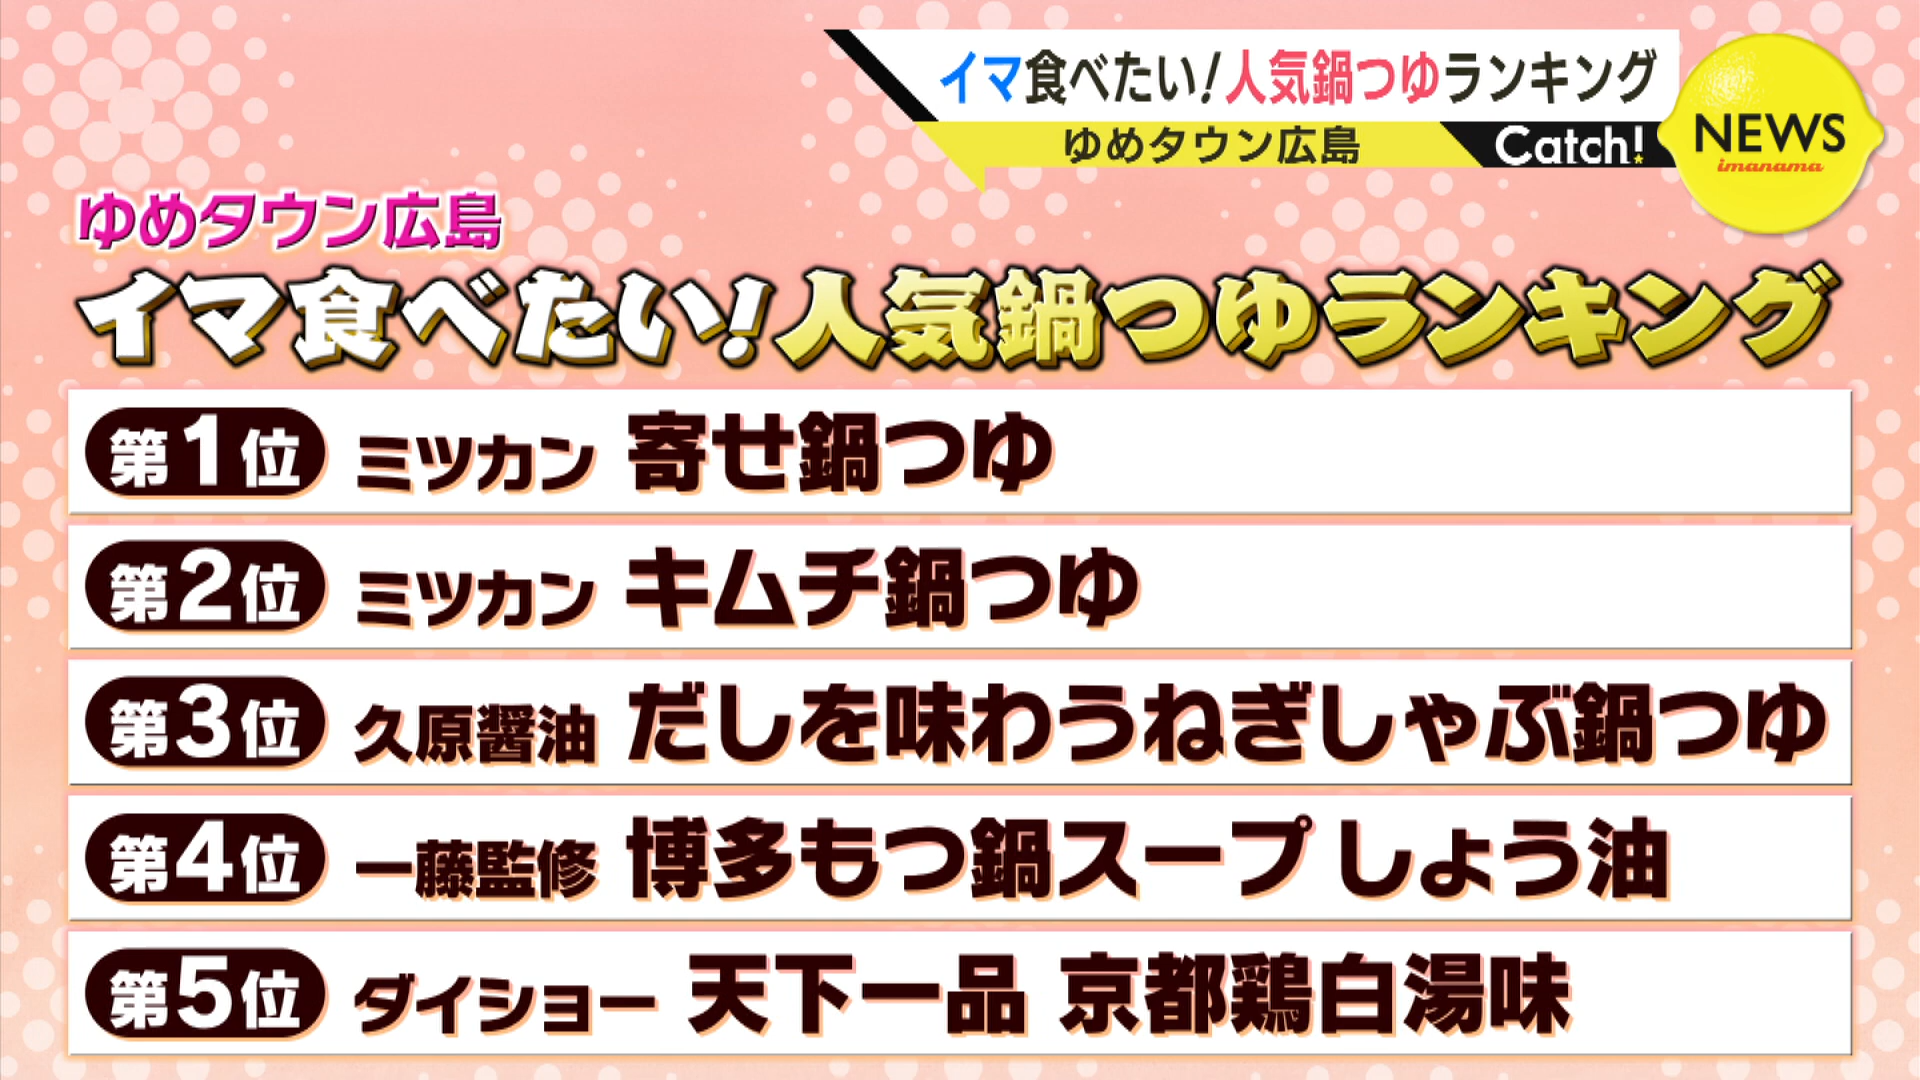 イマ食べたい!人気鍋つゆランキング
ゆめタウン広島
Catch!
NEWS
imanama
ゆめタウン広島
イマ食べたい!人気鍋つゆランキング
第1位 ミツカン 寄せ鍋つゆ
第2位 ミツカン キムチ鍋つゆ
第3位 久原醤油 だしを味わうねぎしゃぶ鍋つゆ
第4位 一藤監修 博多もつ鍋スープ しょう油
第5位 ダイショー 天下一品 京都鶏白湯味